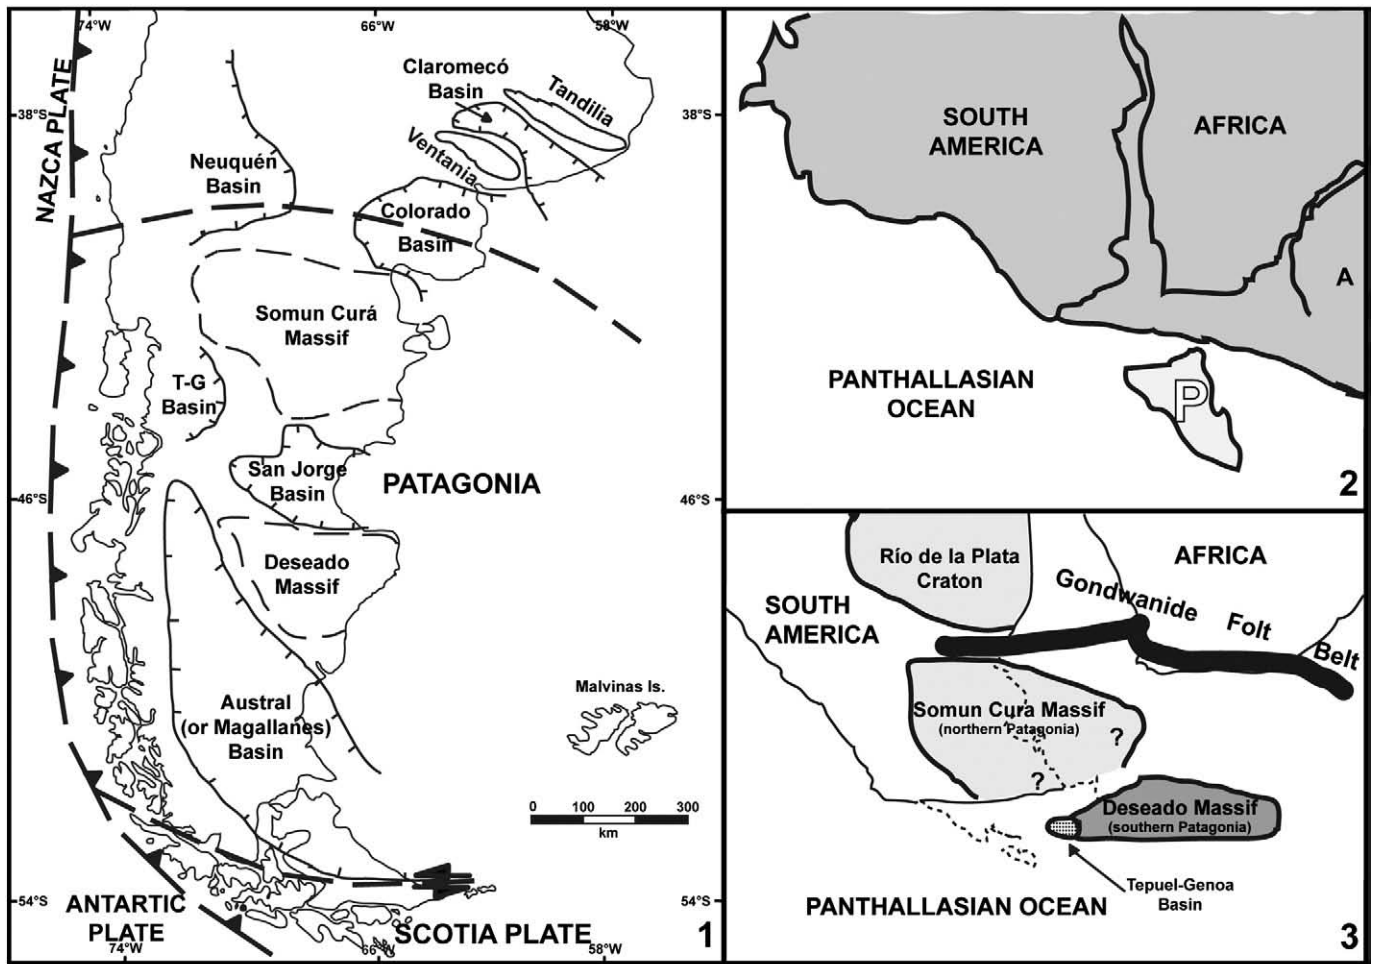 74°W
66°W
58°W
38°S
46°S
54°S
NAZCA PLATE
Claromecó
Basin
Tandilia
Ventania
Neuquén
Basin
Colorado
Basin
Somun Curá
Massif
T-G
Basin
San Jorge
Basin
PATAGONIA
Deseado
Massif
Austral
(or Magallanes)
Basin
Malvinas Is.
0 100 200 300
km
ANTARCTIC
PLATE
SCOTIA PLATE
74°W
66°W
58°W
1
38°S
46°S
SOUTH
AMERICA
AFRICA
A
PANTHALLASIAN
OCEAN
P
2
54°S
Río de la Plata
Craton
AFRICA
SOUTH
AMERICA
Gondwanide Folt Belt
Somun Cura Massif
(northern Patagonia)
?
?
Deseado Massif
(southern Patagonia)
Tepuel-Genoa
Basin
PANTHALLASIAN OCEAN
3